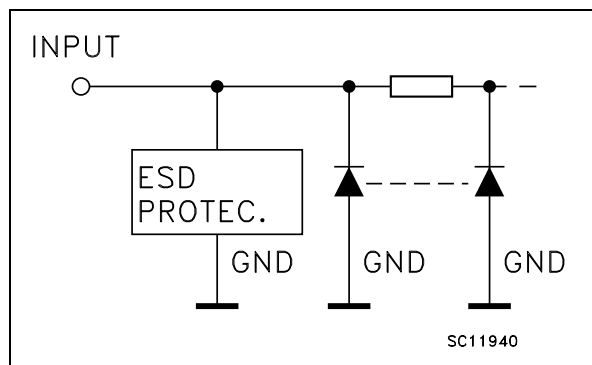 INPUT
ESD
PROTEC.
GND
GND
GND
SC11940